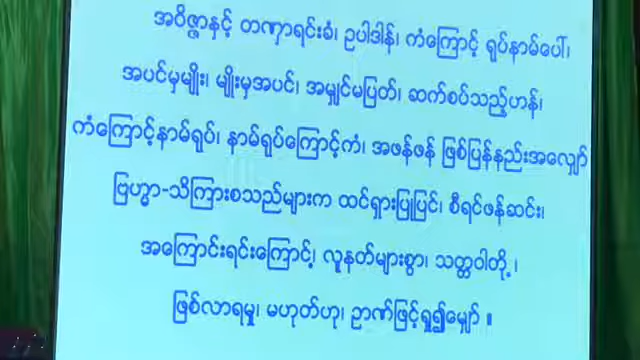 အဝိဇ္ဇာနှင့် တဏှာရင်းခံ၊ ဥပါဒါန်၊ ကံကြောင့် ရုပ်နာမ်ပေါ်၊
အပင်မှမျိုး၊ မျိုးမှအပင်၊ အမျှင်မပြတ်၊ ဆက်စပ်သည့်ဟန်၊
ကံကြောင့်နာမ်ရုပ်၊ နာမ်ရုပ်ကြောင့်ကံ၊ အဖန်ဖန် ဖြစ်ပြန်နည်းအလျှော်
ဗြဟ္မာ-သိကြားစသည်များက ထင်ရှားပြုပြင်၊ စီရင်ဖန်ဆင်း၊
အကြောင်းရင်းကြောင့်၊ လူနတ်များစွာ၊ သတ္တဝါတို့၊
ဖြစ်လာရမှု၊ မဟုတ်ဟု၊ ဉာဏ်ဖြင့်ရှု၍မျှော် ။